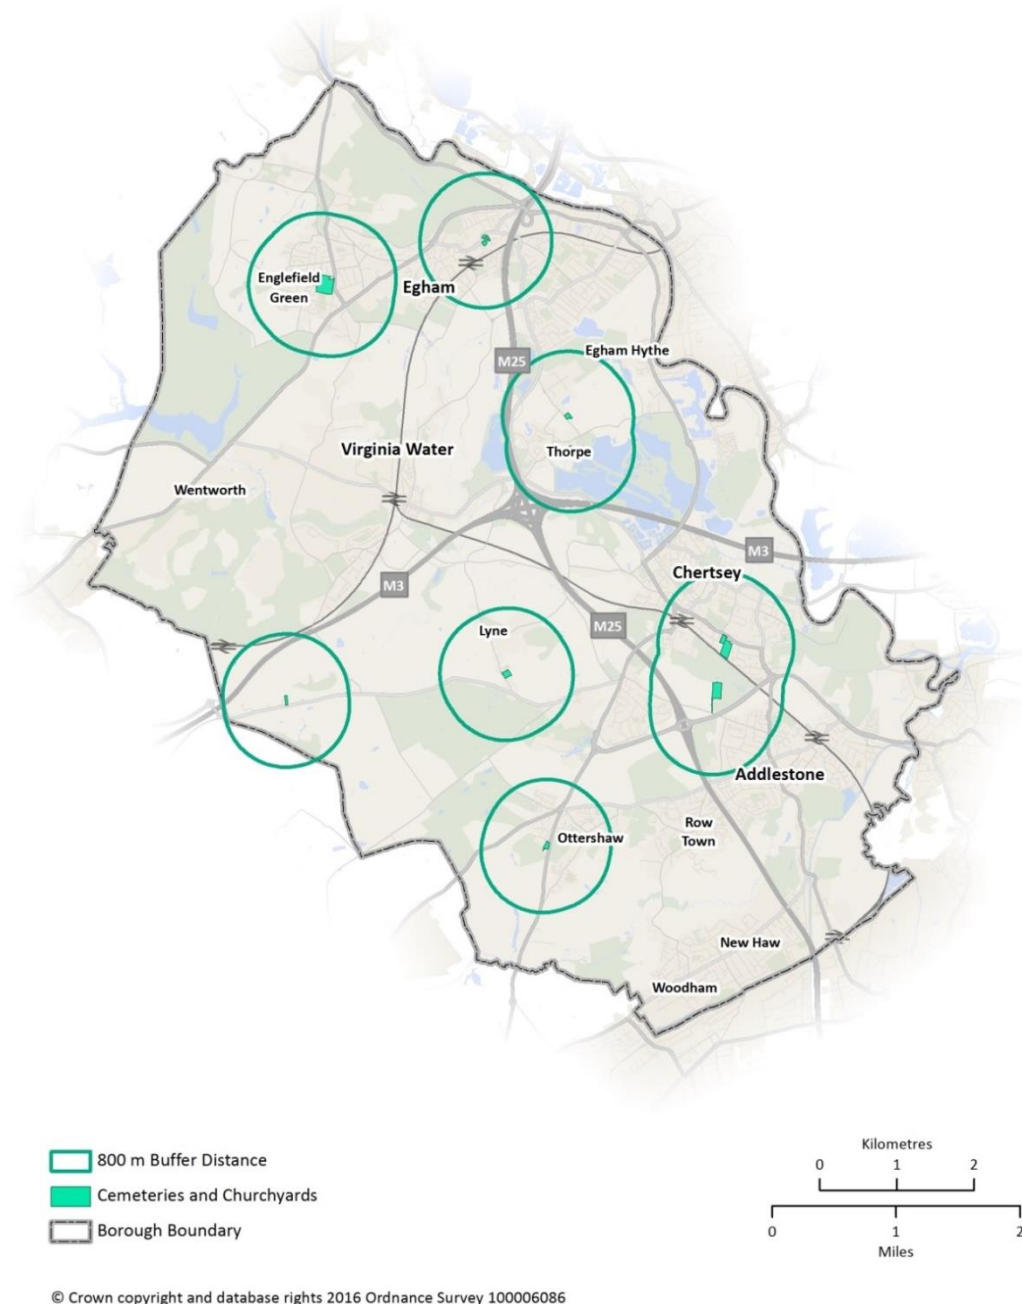 Englefield
Green
Egham
M25
Egham Hythe
Virginia Water
Thorpe
Wentworth
M3
Chertsey
M3
M25
Lyne
Addlestone
Row
Town
Ottershaw
New Haw
Woodham
800 m Buffer Distance
Cemeteries and Churchyards
Borough Boundary
Kilometres
0 1 2
0 1 2
Miles
© Crown copyright and database rights 2016 Ordnance Survey 100006086